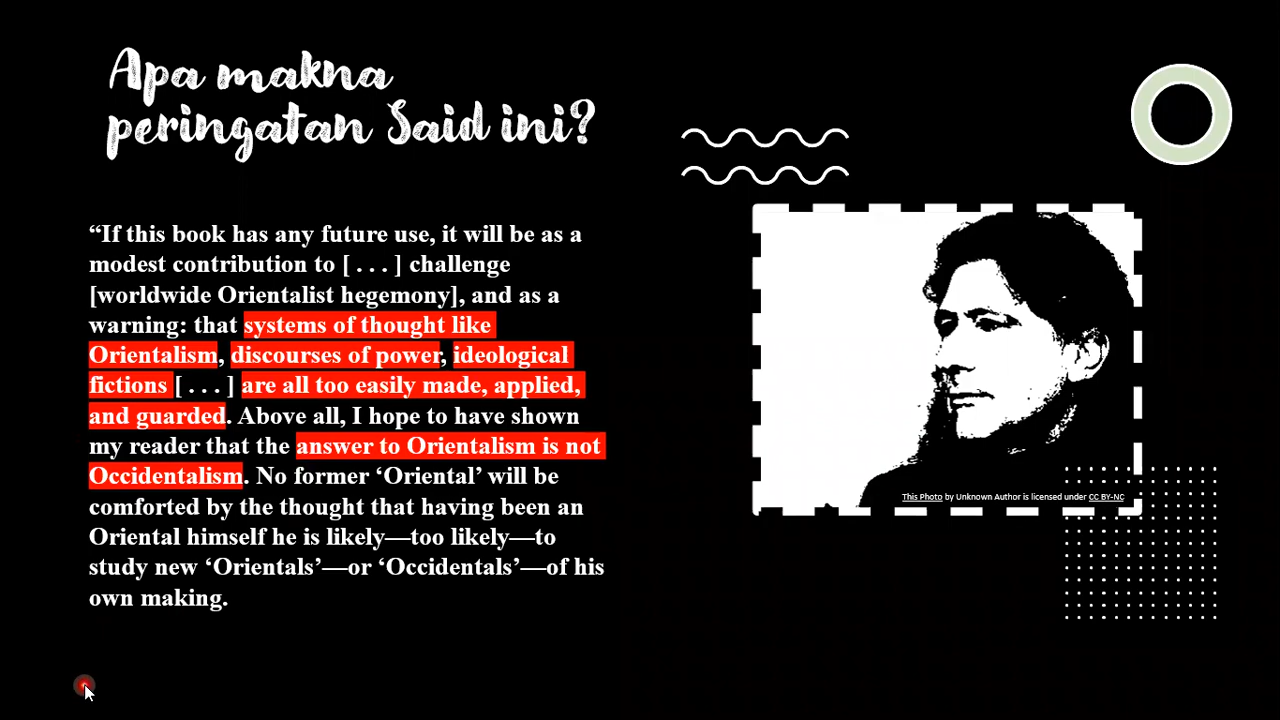 Apa makna
peringatan Said ini?
“If this book has any future use, it will be as a
modest contribution to [ . . . ] challenge
[worldwide Orientalist hegemony], and as a
warning: that systems of thought like
Orientalism, discourses of power, ideological
fictions [ . . . ] are all too easily made, applied,
and guarded. Above all, I hope to have shown
my reader that the answer to Orientalism is not
Occidentalism. No former ‘Oriental’ will be
comforted by the thought that having been an
Oriental himself he is likely—too likely—to
study new ‘Orientals’—or ‘Occidentals’—of his
own making.
This Photo by Unknown Author is licensed under CC BY-NC